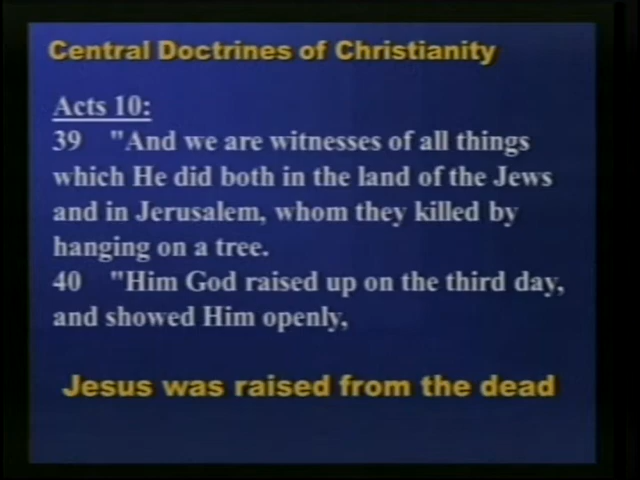 Central Doctrines of Christianity
Acts 10:
39 "And we are witnesses of all things
which He did both in the land of the Jews
and in Jerusalem, whom they killed by
hanging on a tree.
40 "Him God raised up on the third day,
and showed Him openly,
Jesus was raised from the dead